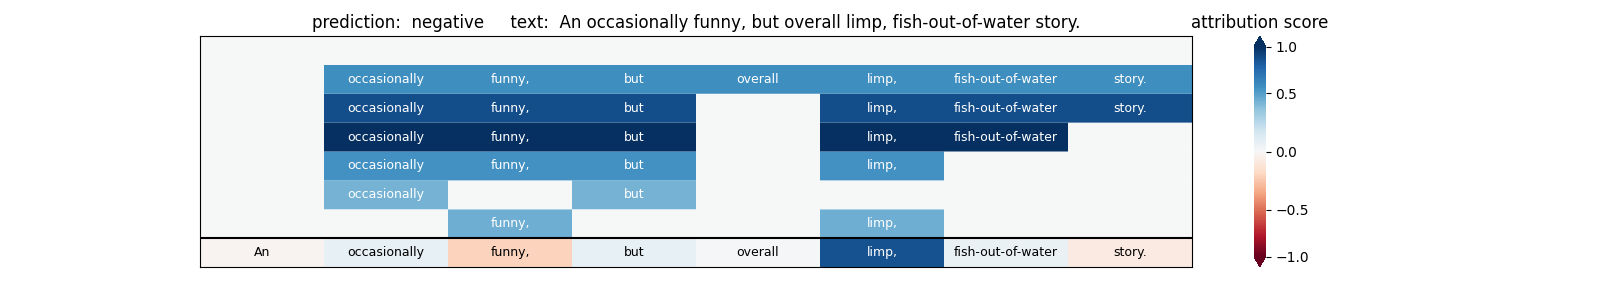 prediction:  negative     text:  An occasionally funny, but overall limp, fish-out-of-water story.
attribution score
occasionally funny, but overall limp, fish-out-of-water story.
occasionally funny, but limp, fish-out-of-water story.
occasionally funny, but limp, fish-out-of-water
occasionally funny, but limp,
occasionally but
funny, limp,
An occasionally funny, but overall limp, fish-out-of-water story.
1.0
0.5
0.0
−0.5
−1.0